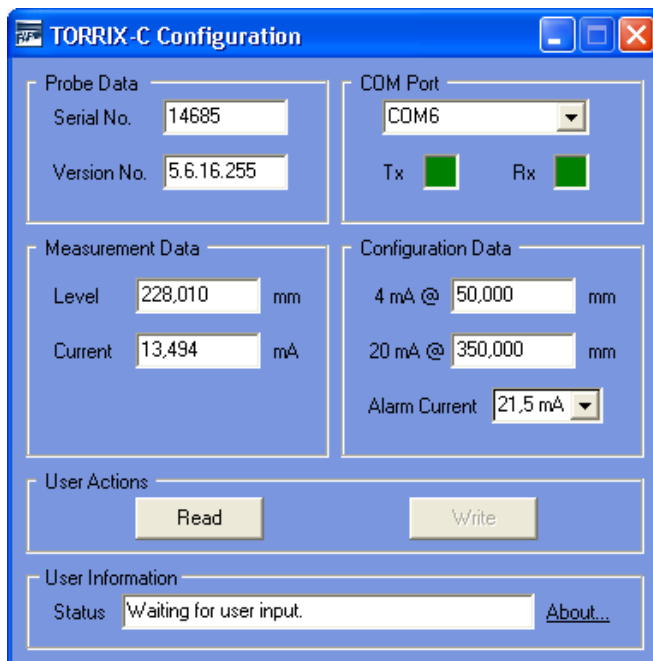 TORRIX-C Configuration
Probe Data
Serial No. 14685
Version No. 5.6.16.255
COM Port
COM6
Tx Rx
Measurement Data
Level 228,010 mm
Current 13,494 mA
Configuration Data
4 mA @ 50,000 mm
20 mA @ 350,000 mm
Alarm Current 21,5 mA
User Actions
Read Write
User Information
Status Waiting for user input. About...